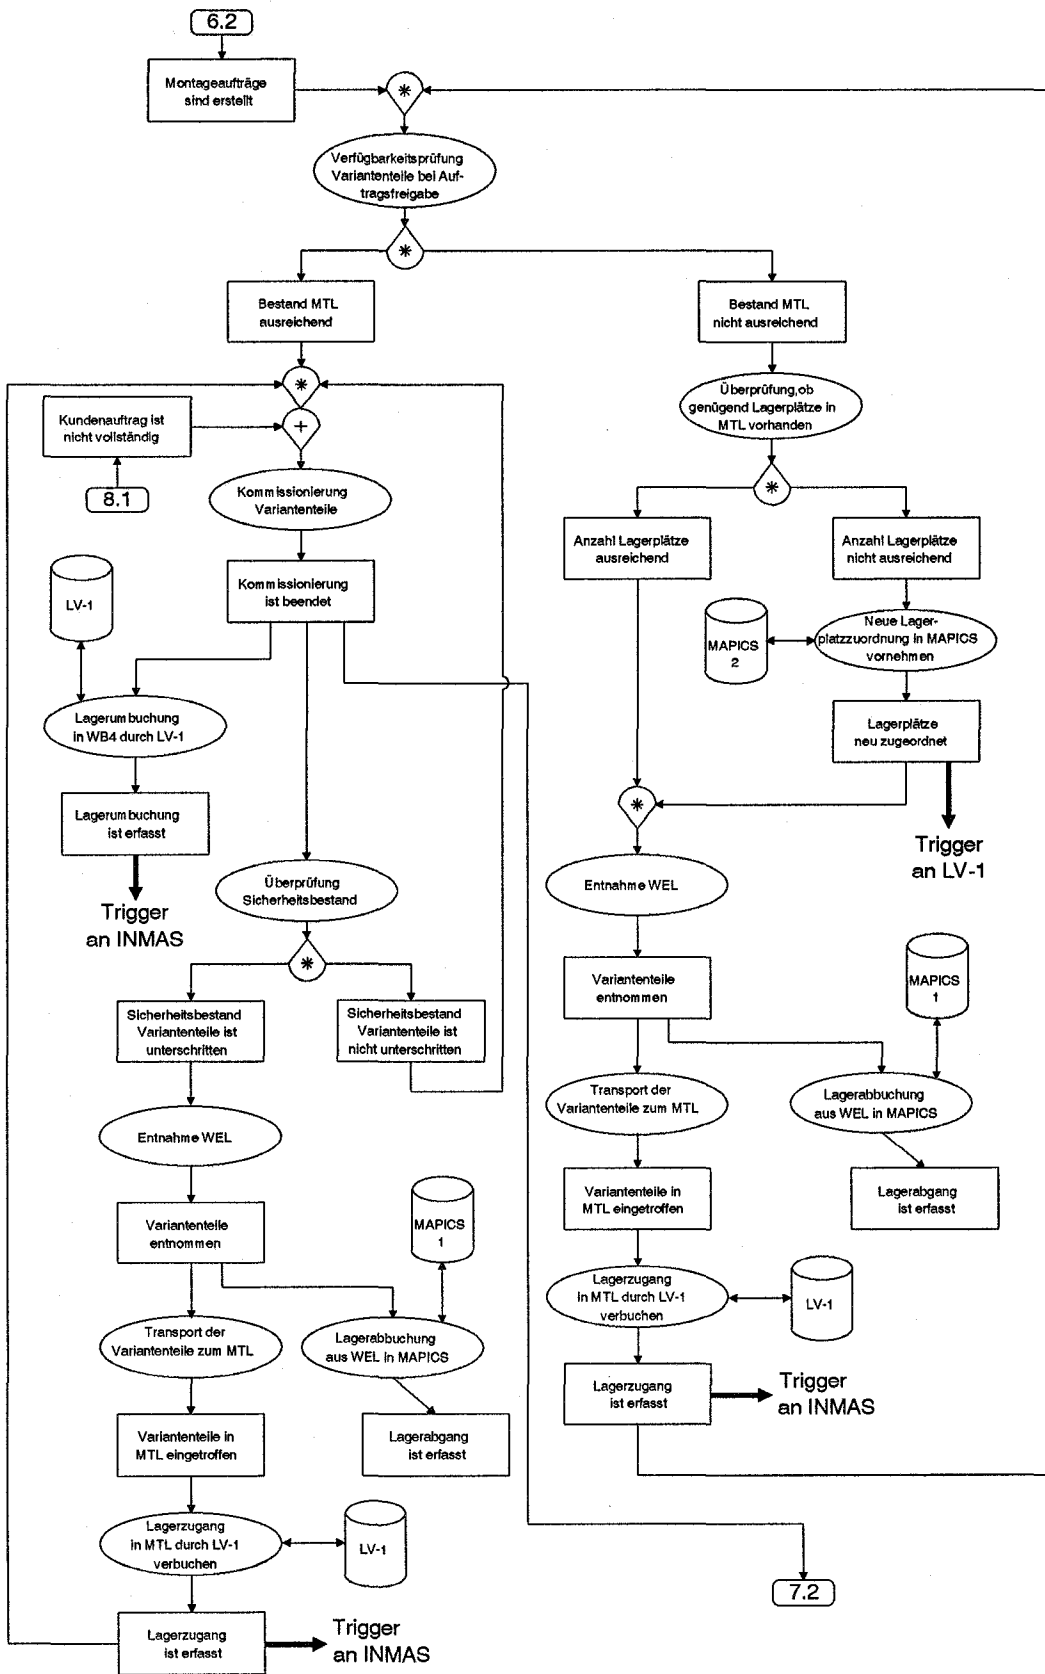 6.2
Montageaufträge
sind erstellt
*
Verfügbarkeitsprüfung
Variantenteile bei Auf-
tragsfreigabe
*
Bestand MTL
ausreichend
Bestand MTL
nicht ausreichend
*
Überprüfung,ob
genügend Lagerplätze in
MTL vorhanden
Kundenauftrag ist
nicht vollständig
+
8.1
Kommissionierung
Variantenteile
*
Anzahl Lagerplätze
ausreichend
Anzahl Lagerplätze
nicht ausreichend
LV-1
Kommissionierung
ist beendet
MAPICS
2
Neue Lager-
platzzuordnung in MAPICS
vornehmen
Lagerumbuchung
in WB4 durch LV-1
Lagerplätze
neu zugeordnet
Lagerumbuchung
ist erfasst
*
Trigger
an LV-1
Überprüfung
Sicherheitsbestand
Entnahme WEL
Trigger
an INMAS
*
Variantenteile
entnommen
MAPICS
1
Sicherheitsbestand
Variantenteile ist
unterschritten
Sicherheitsbestand
Variantenteile ist
nicht unterschritten
Transport der
Variantenteile zum MTL
Lagerabbuchung
aus WEL in MAPICS
Entnahme WEL
Variantenteile in
MTL eingetroffen
Lagerabgang
ist erfasst
Variantenteile
entnommen
MAPICS
1
Lagerzugang
in MTL durch LV-1
verbuchen
LV-1
Transport der
Variantenteile zum MTL
Lagerabbuchung
aus WEL in MAPICS
Lagerzugang
ist erfasst
Trigger
an INMAS
Variantenteile in
MTL eingetroffen
Lagerabgang
ist erfasst
Lagerzugang
in MTL durch LV-1
verbuchen
LV-1
7.2
Lagerzugang
ist erfasst
Trigger
an INMAS